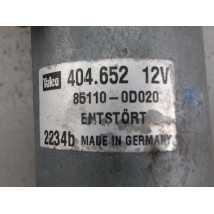 Valeo 404.652 12V
85110-0D020
ENTSTÖRT
2234b MADE IN GERMANY